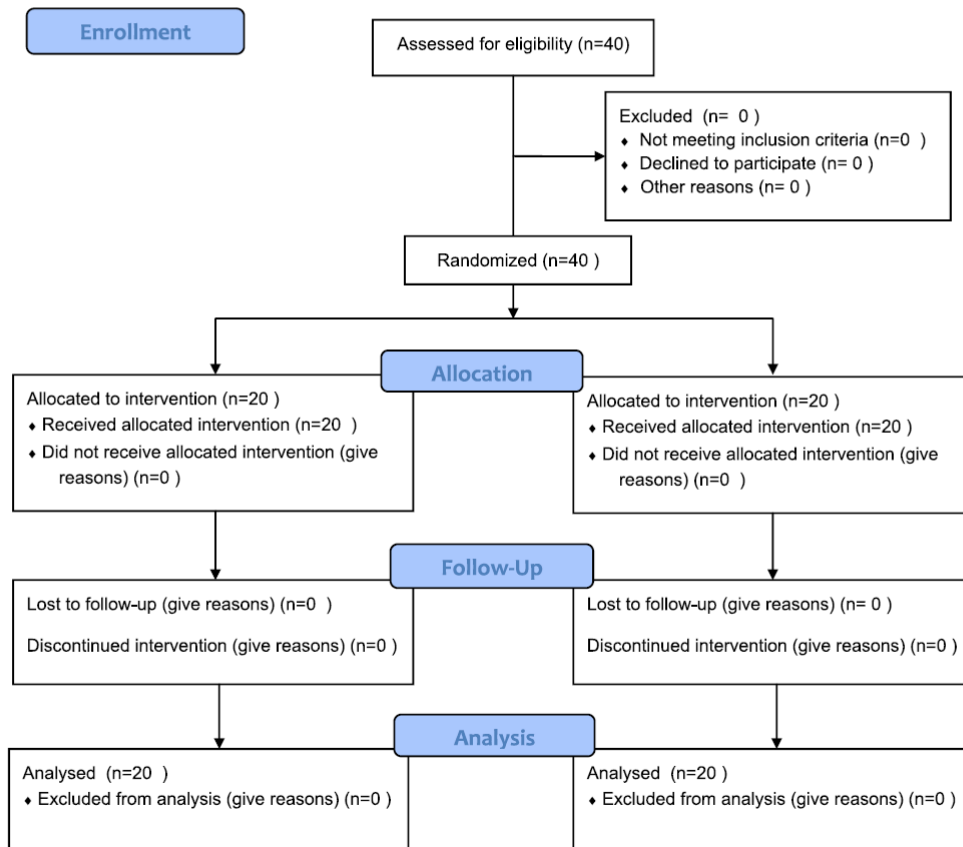 Enrollment
Assessed for eligibility (n=40)
Excluded (n= 0 )
♦ Not meeting inclusion criteria (n=0 )
♦ Declined to participate (n= 0 )
♦ Other reasons (n= 0 )
Randomized (n=40 )
Allocation
Allocated to intervention (n=20 )
♦ Received allocated intervention (n=20 )
♦ Did not receive allocated intervention (give
reasons) (n=0 )
Allocated to intervention (n=20 )
♦ Received allocated intervention (n=20 )
♦ Did not receive allocated intervention (give
reasons) (n=0 )
Follow-Up
Lost to follow-up (give reasons) (n=0 )
Discontinued intervention (give reasons) (n=0 )
Lost to follow-up (give reasons) (n= 0 )
Discontinued intervention (give reasons) (n=0 )
Analysis
Analysed (n=20 )
♦ Excluded from analysis (give reasons) (n=0 )
Analysed (n=20 )
♦ Excluded from analysis (give reasons) (n=0 )